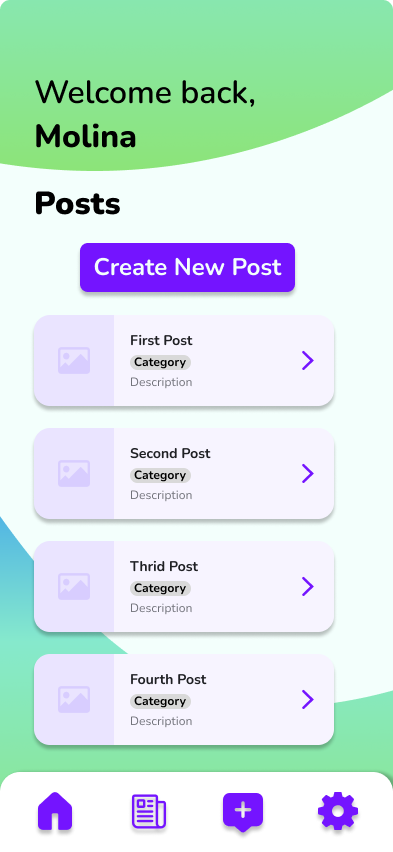 Welcome back,
Molina
Posts
Create New Post
First Post
Category
Description
Second Post
Category
Description
Thrid Post
Category
Description
Fourth Post
Category
Description